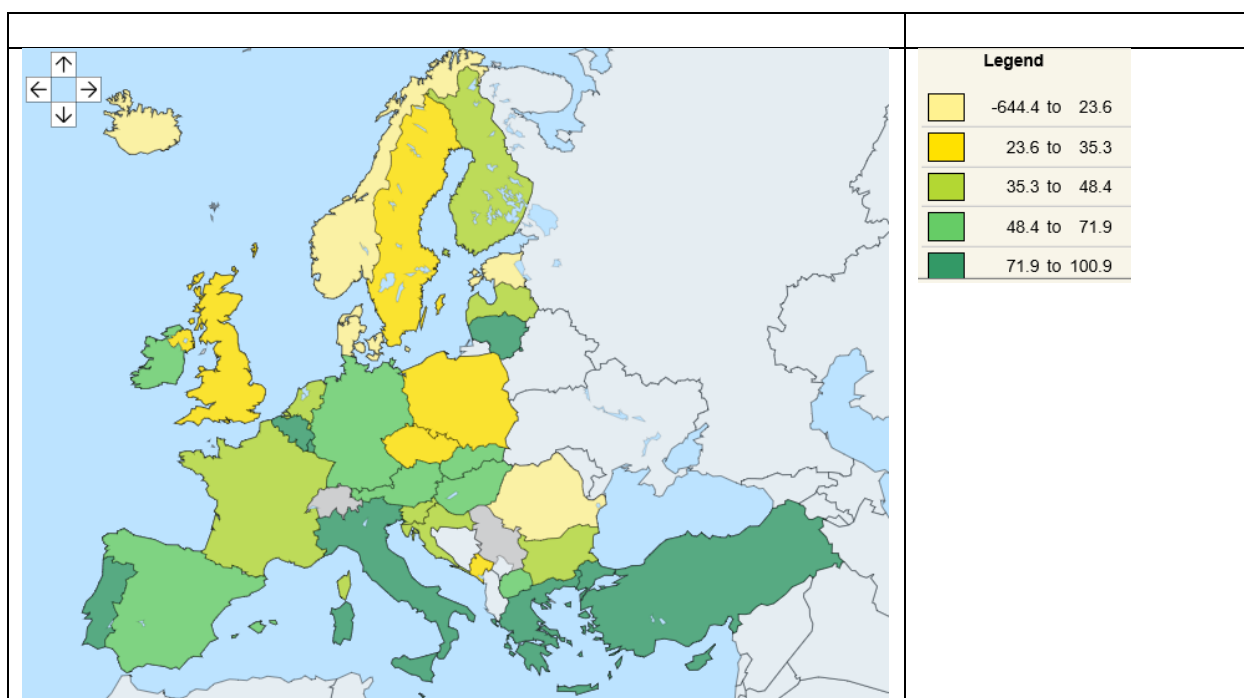 Legend
-644.4 to 23.6
23.6 to 35.3
35.3 to 48.4
48.4 to 71.9
71.9 to 100.9